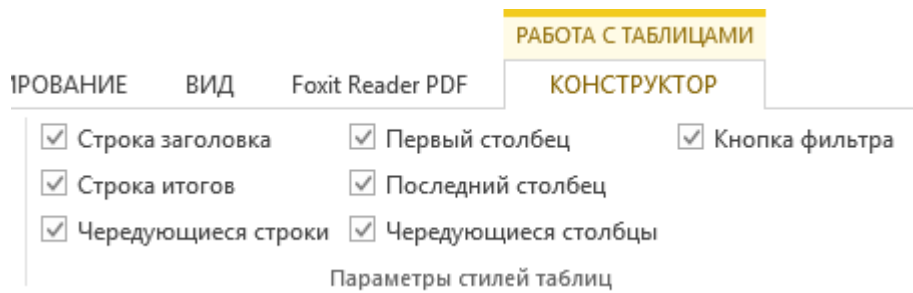 РАБОТА С ТАБЛИЦАМИ
ИРОВАНИЕ ВИД Foxit Reader PDF КОНСТРУКТОР
Строка заголовка Первый столбец Кнопка фильтра
Строка итогов Последний столбец
Чередующиеся строки Чередующиеся столбцы
Параметры стилей таблиц